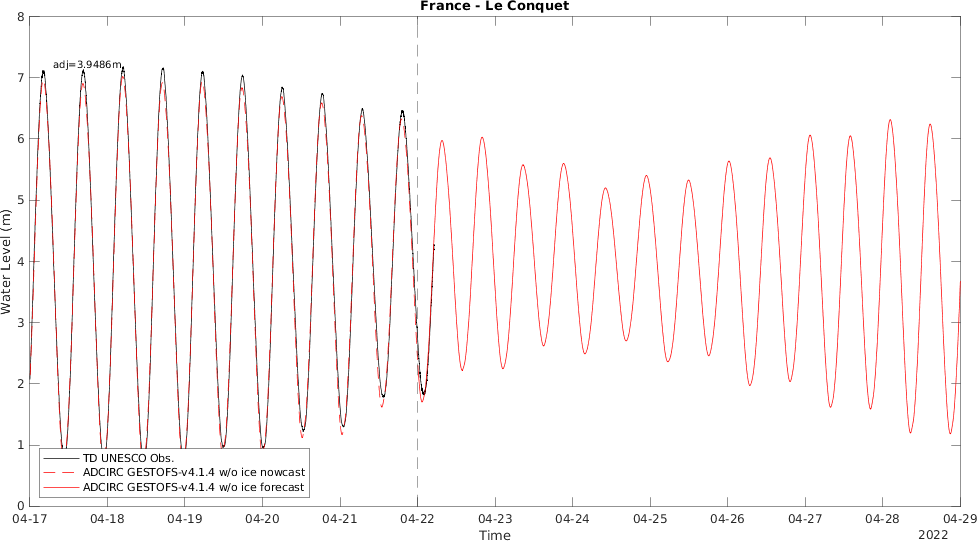 France - Le Conquet
8
7
6
5
4
3
2
1
0
Water Level (m)
adj=3.9486m
TD UNESCO Obs.
ADCIRC GESTOFS-v4.1.4 w/o ice nowcast
ADCIRC GESTOFS-v4.1.4 w/o ice forecast
04-17 04-18 04-19 04-20 04-21 04-22 04-23 04-24 04-25 04-26 04-27 04-28 04-29
Time
2022